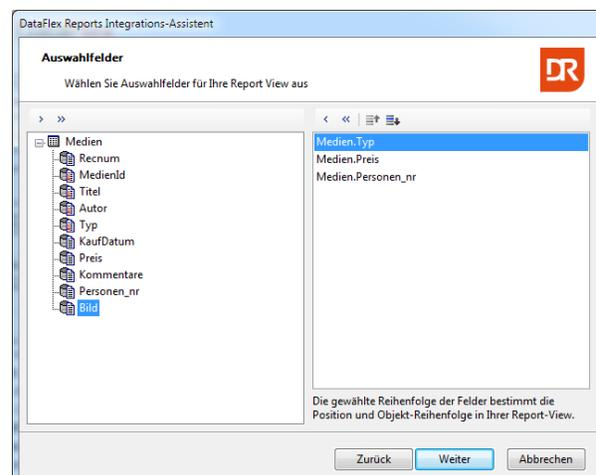 DataFlex Reports Integrations-Assistent
Auswahlfelder
Wählen Sie Auswahlfelder für Ihre Report View aus
DR
Medien
Recnum
MedienId
Titel
Autor
Typ
KaufDatum
Preis
Kommentare
Personen_nr
Bild
Medien.Typ
Medien.Preis
Medien.Personen_nr
Die gewählte Reihenfolge der Felder bestimmt die
Position und Objekt-Reihenfolge in Ihrer Report-View.
Zurück Weiter Abbrechen